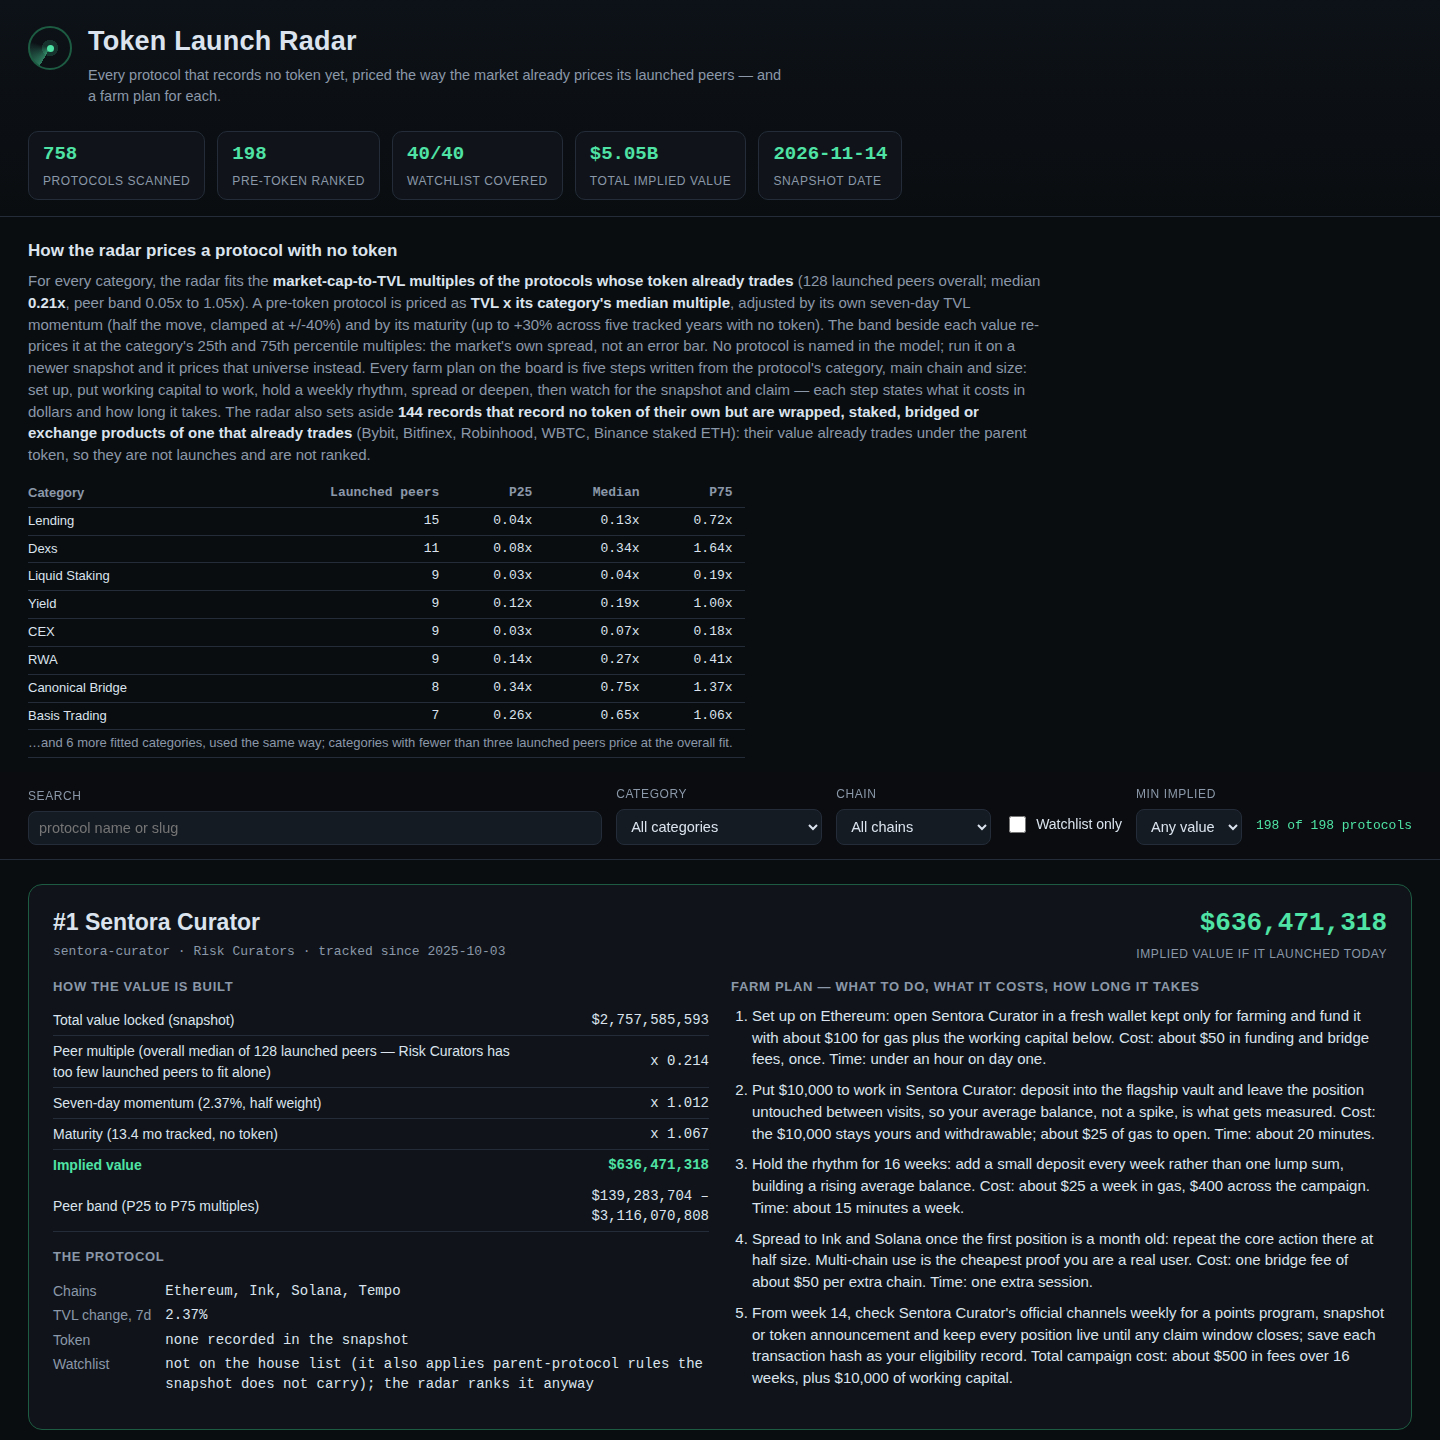 Token Launch Radar
Every protocol that records no token yet, priced the way the market already prices its launched peers — and
a farm plan for each.
758
PROTOCOLS SCANNED
198
PRE-TOKEN RANKED
40/40
WATCHLIST COVERED
$5.05B
TOTAL IMPLIED VALUE
2026-11-14
SNAPSHOT DATE
How the radar prices a protocol with no token
For every category, the radar fits the market-cap-to-TVL multiples of the protocols whose token already trades (128 launched peers overall; median
0.21x, peer band 0.05x to 1.05x). A pre-token protocol is priced as TVL x its category's median multiple, adjusted by its own seven-day TVL
momentum (half the move, clamped at +/-40%) and by its maturity (up to +30% across five tracked years with no token). The band beside each value re-
prices it at the category's 25th and 75th percentile multiples: the market's own spread, not an error bar. No protocol is named in the model; run it on a
newer snapshot and it prices that universe instead. Every farm plan on the board is five steps written from the protocol's category, main chain and size:
set up, put working capital to work, hold a weekly rhythm, spread or deepen, then watch for the snapshot and claim — each step states what it costs in
dollars and how long it takes. The radar also sets aside 144 records that record no token of their own but are wrapped, staked, bridged or
exchange products of one that already trades (Bybit, Bitfinex, Robinhood, WBTC, Binance staked ETH): their value already trades under the parent
token, so they are not launches and are not ranked.
Category Launched peers P25 Median P75
Lending 15 0.04x 0.13x 0.72x
Dexs 11 0.08x 0.34x 1.64x
Liquid Staking 9 0.03x 0.04x 0.19x
Yield 9 0.12x 0.19x 1.00x
CEX 9 0.03x 0.07x 0.18x
RWA 9 0.14x 0.27x 0.41x
Canonical Bridge 8 0.34x 0.75x 1.37x
Basis Trading 7 0.26x 0.65x 1.06x
…and 6 more fitted categories, used the same way; categories with fewer than three launched peers price at the overall fit.
SEARCH
protocol name or slug
CATEGORY
All categories
CHAIN
All chains
Watchlist only
MIN IMPLIED
Any value
198 of 198 protocols
#1 Sentora Curator
sentora-curator · Risk Curators · tracked since 2025-10-03
$636,471,318
IMPLIED VALUE IF IT LAUNCHED TODAY
HOW THE VALUE IS BUILT
Total value locked (snapshot) $2,757,585,593
Peer multiple (overall median of 128 launched peers — Risk Curators has
too few launched peers to fit alone) x 0.214
Seven-day momentum (2.37%, half weight) x 1.012
Maturity (13.4 mo tracked, no token) x 1.067
Implied value $636,471,318
Peer band (P25 to P75 multiples) $139,283,704 –
$3,116,070,808
THE PROTOCOL
Chains Ethereum, Ink, Solana, Tempo
TVL change, 7d 2.37%
Token none recorded in the snapshot
Watchlist not on the house list (it also applies parent-protocol rules the
snapshot does not carry); the radar ranks it anyway
FARM PLAN — WHAT TO DO, WHAT IT COSTS, HOW LONG IT TAKES
1. Set up on Ethereum: open Sentora Curator in a fresh wallet kept only for farming and fund it
with about $100 for gas plus the working capital below. Cost: about $50 in funding and bridge
fees, once. Time: under an hour on day one.
2. Put $10,000 to work in Sentora Curator: deposit into the flagship vault and leave the position
untouched between visits, so your average balance, not a spike, is what gets measured. Cost:
the $10,000 stays yours and withdrawable; about $25 of gas to open. Time: about 20 minutes.
3. Hold the rhythm for 16 weeks: add a small deposit every week rather than one lump sum,
building a rising average balance. Cost: about $25 a week in gas, $400 across the campaign.
Time: about 15 minutes a week.
4. Spread to Ink and Solana once the first position is a month old: repeat the core action there at
half size. Multi-chain use is the cheapest proof you are a real user. Cost: one bridge fee of
about $50 per extra chain. Time: one extra session.
5. From week 14, check Sentora Curator's official channels weekly for a points program, snapshot
or token announcement and keep every position live until any claim window closes; save each
transaction hash as your eligibility record. Total campaign cost: about $500 in fees over 16
weeks, plus $10,000 of working capital.